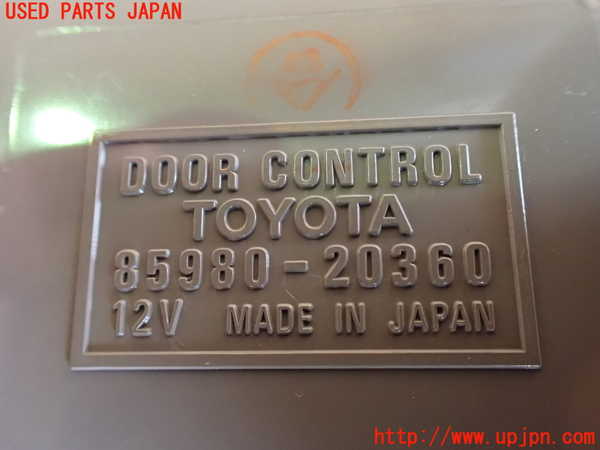 USED PARTS JAPAN
DOOR CONTROL
TOYOTA
85980-20360
12V MADE IN JAPAN
http://www.upjpn.com/